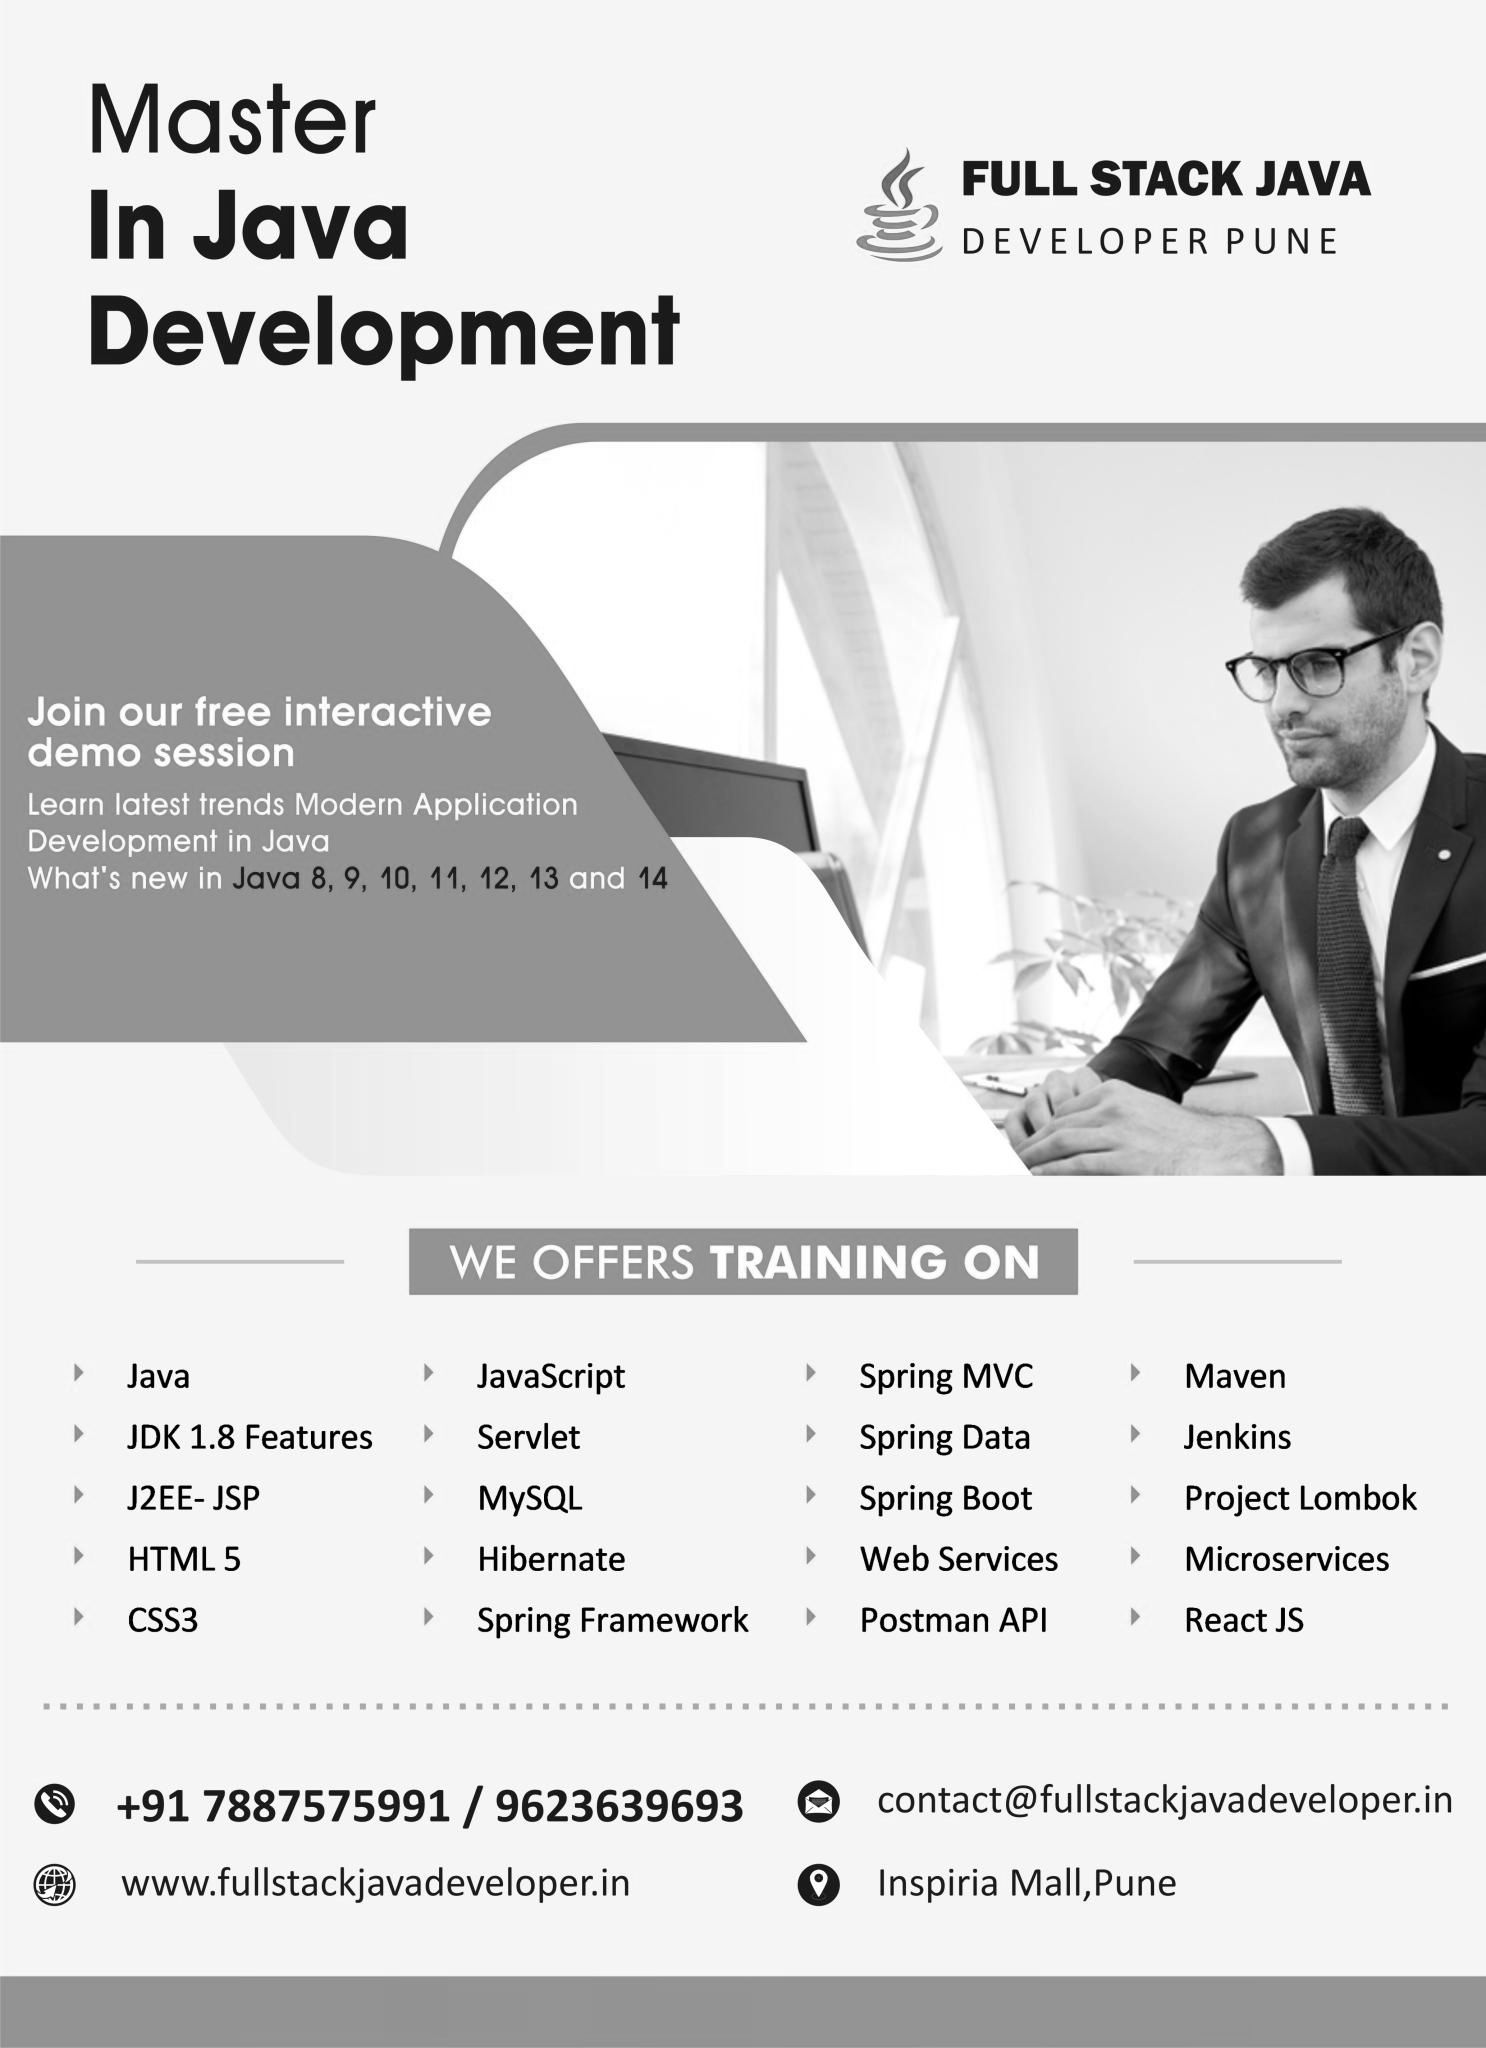 Master
In Java
Development
FULL STACK JAVA
DEVELOPER PUNE
Join our free interactive
demo session
Learn latest trends Modern Application
Development in Java
What's new in Java 8, 9, 10, 11, 12, 13 and 14
WE OFFERS TRAINING ON
Java
JDK 1.8 Features
J2EE- JSP
HTML 5
CSS3
JavaScript
Servlet
MySQL
Hibernate
Spring Framework
Spring MVC
Spring Data
Spring Boot
Web Services
Postman API
Maven
Jenkins
Project Lombok
Microservices
React JS
+91 7887575991 / 9623639693
contact@fullstackjavadeveloper.in
www.fullstackjavadeveloper.in
Inspiria Mall,Pune